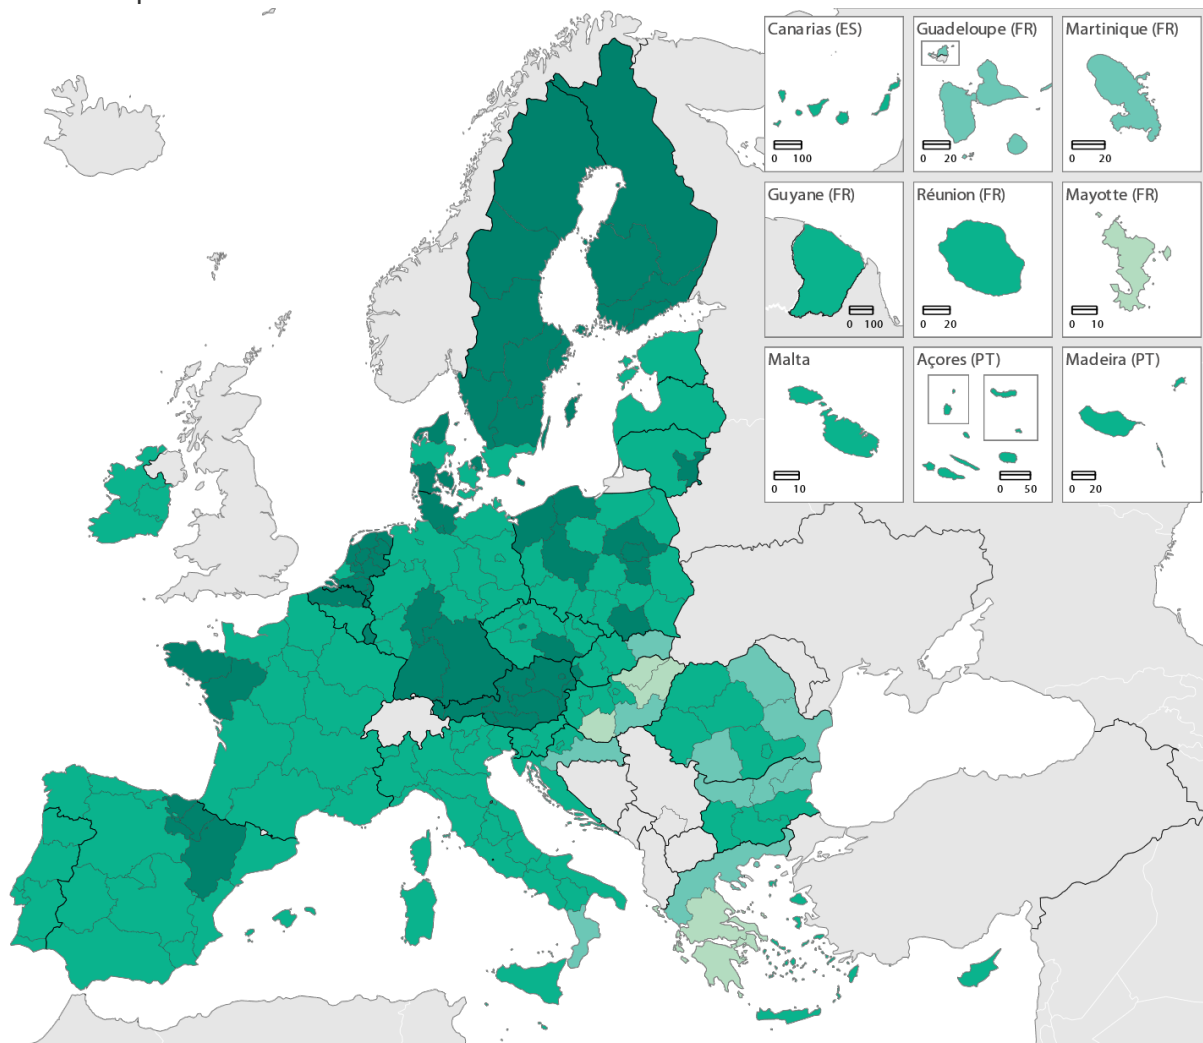 Canarias (ES)
0 100
Guadeloupe (FR)
0 20
Martinique (FR)
0 20
Guyane (FR)
0 100
Réunion (FR)
0 20
Mayotte (FR)
0 10
Malta
0 10
Açores (PT)
0 50
Madeira (PT)
0 20